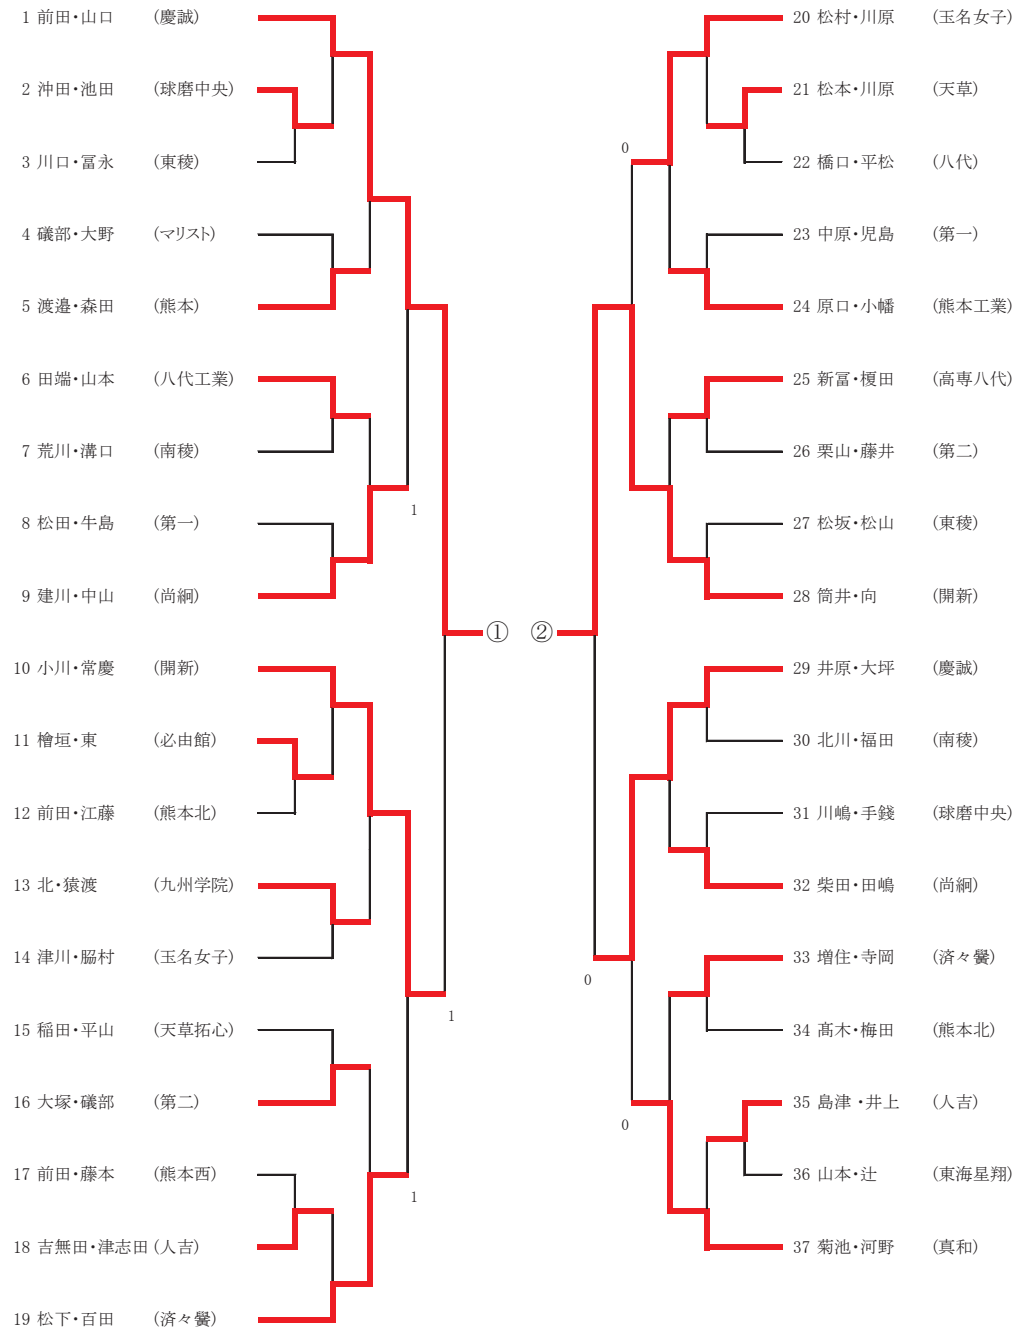 1 前田・山口 (慶誠)
2 沖田・池田 (球磨中央)
3 川口・冨永 (東稜)
4 磯部・大野 (マリスト)
5 渡邉・森田 (熊本)
6 田端・山本 (八代工業)
7 荒川・溝口 (南稜)
8 松田・牛島 (第一)
1
9 建川・中山 (尚絅)
①
10 小川・常慶 (開新)
11 檜垣・東 (必由館)
12 前田・江藤 (熊本北)
13 北・猿渡 (九州学院)
14 津川・脇村 (玉名女子)
15 稲田・平山 (天草拓心)
1
16 大塚・磯部 (第二)
17 前田・藤本 (熊本西)
1
18 吉無田・津志田 (人吉)
19 松下・百田 (済々黌)
20 松村・川原 (玉名女子)
21 松本・川原 (天草)
0
22 橋口・平松 (八代)
23 中原・児島 (第一)
24 原口・小幡 (熊本工業)
25 新冨・榎田 (高専八代)
26 栗山・藤井 (第二)
27 松坂・松山 (東稜)
28 筒井・向 (開新)
②
29 井原・大坪 (慶誠)
30 北川・福田 (南稜)
31 川嶋・手錢 (球磨中央)
32 柴田・田嶋 (尚絅)
33 増住・寺岡 (済々黌)
0
34 髙木・梅田 (熊本北)
35 島津・井上 (人吉)
0
36 山本・辻 (東海星翔)
37 菊池・河野 (真和)